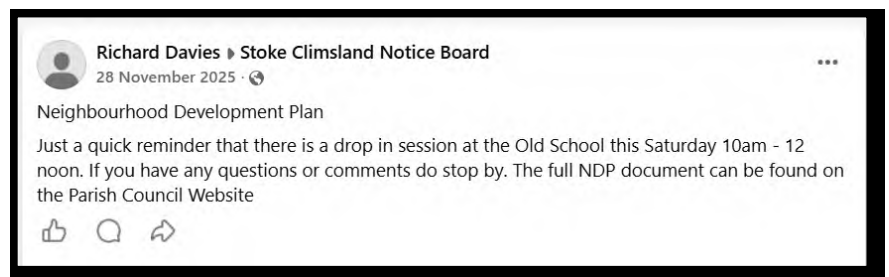 Richard Davies ▸ Stoke Climsland Notice Board
28 November 2025 ·
Neighbourhood Development Plan
Just a quick reminder that there is a drop in session at the Old School this Saturday 10am - 12
noon. If you have any questions or comments do stop by. The full NDP document can be found on
the Parish Council Website